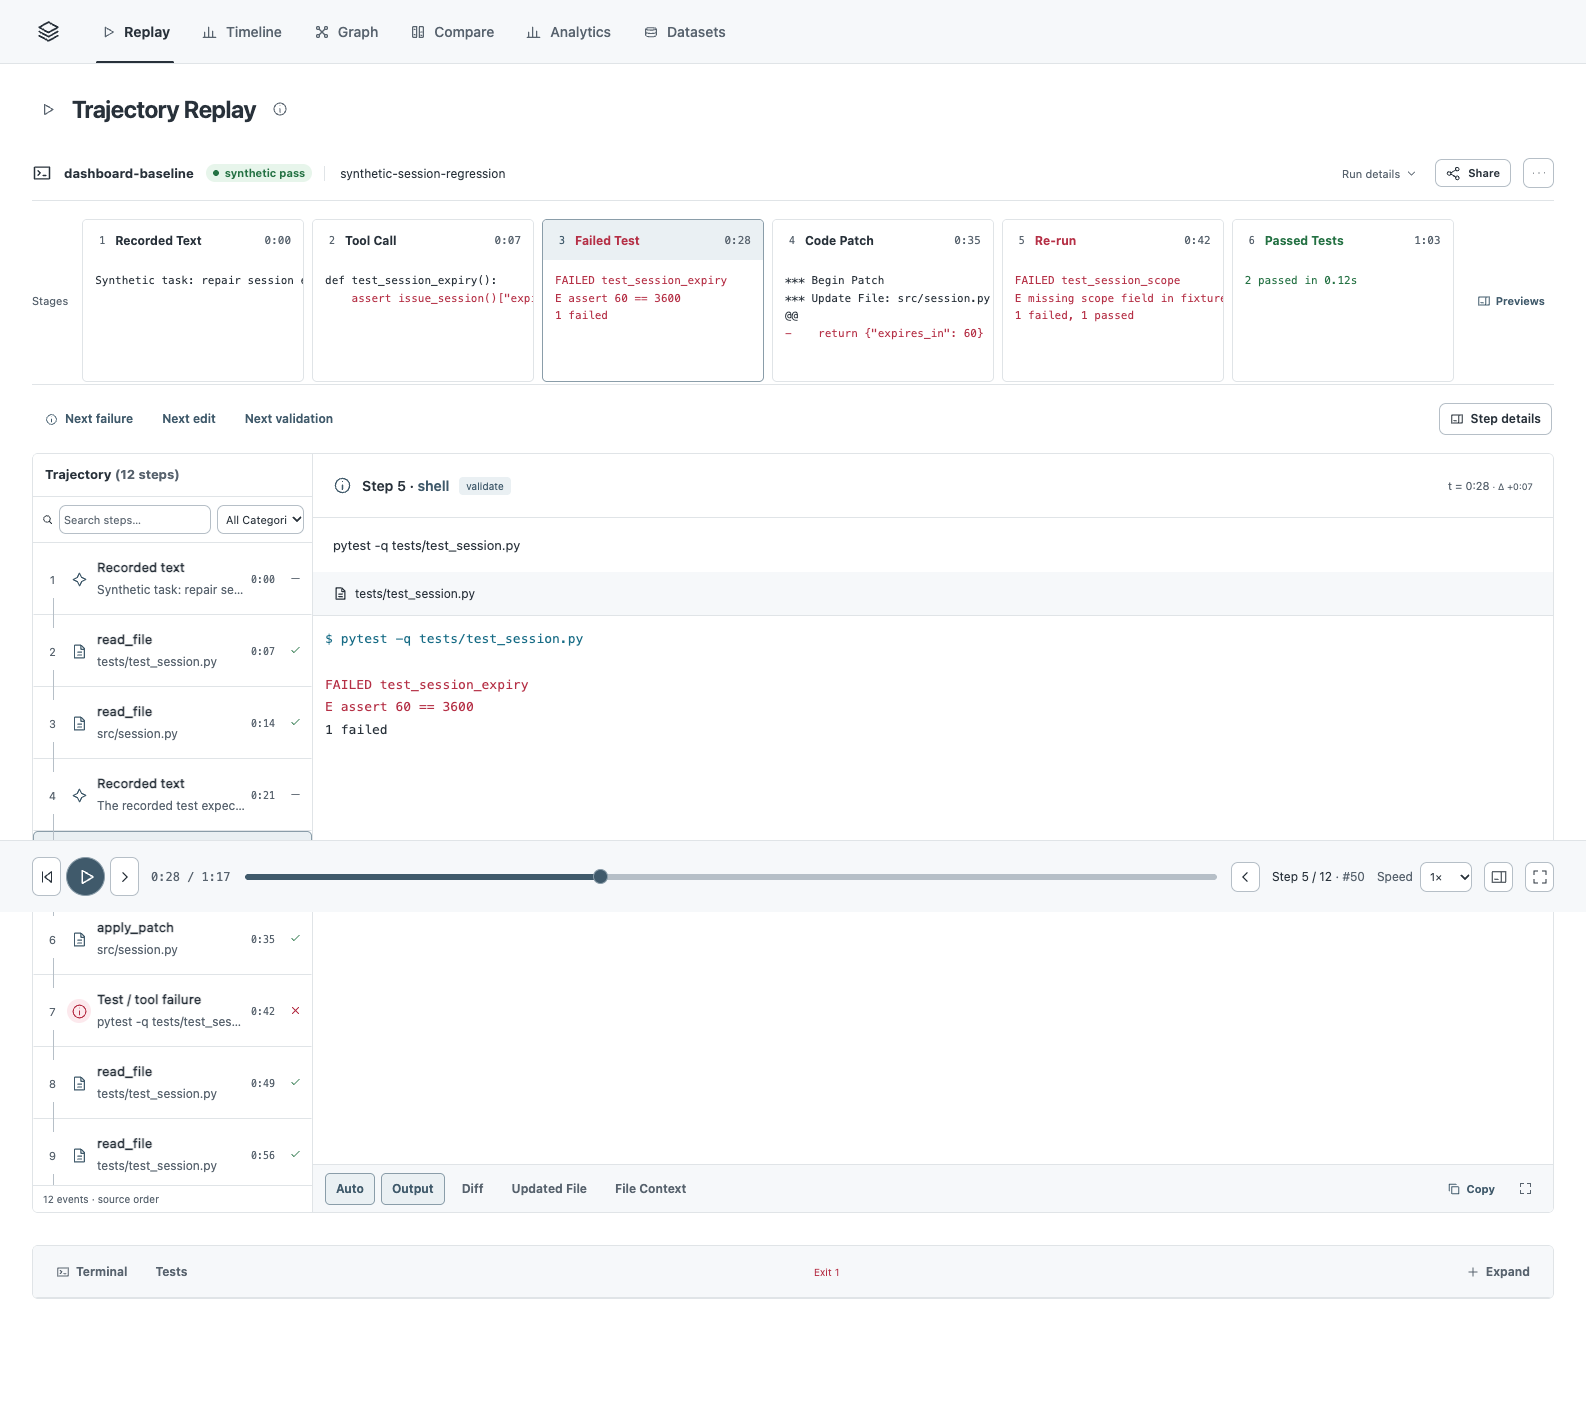 Replay
Timeline
Graph
Compare
Analytics
Datasets
Trajectory Replay
dashboard-baseline
synthetic pass
synthetic-session-regression
Run details
Share
Stages
1 Recorded Text 0:00
Synthetic task: repair session
2 Tool Call 0:07
def test_session_expiry():
assert issue_session()["exp
3 Failed Test 0:28
FAILED test_session_expiry
E assert 60 == 3600
1 failed
4 Code Patch 0:35
*** Begin Patch
*** Update File: src/session.py
@@
-    return {"expires_in": 60}
5 Re-run 0:42
FAILED test_session_scope
E missing scope field in fixture
1 failed, 1 passed
6 Passed Tests 1:03
2 passed in 0.12s
Previews
Next failure
Next edit
Next validation
Step details
Trajectory (12 steps)
Search steps...
All Categori
1 Recorded text 0:00 —
Synthetic task: repair se...
2 read_file 0:07
tests/test_session.py
3 read_file 0:14
src/session.py
4 Recorded text 0:21 —
The recorded test expec...
Step 5 · shell validate
t = 0:28 · Δ +0:07
pytest -q tests/test_session.py
tests/test_session.py
$ pytest -q tests/test_session.py
FAILED test_session_expiry
E assert 60 == 3600
1 failed
0:28 / 1:17
Step 5 / 12 · #50
Speed
1×
6 apply_patch 0:35
src/session.py
7 Test / tool failure 0:42
pytest -q tests/test_ses...
8 read_file 0:49
tests/test_session.py
9 read_file 0:56
tests/test_session.py
12 events · source order
Auto
Output
Diff
Updated File
File Context
Copy
Terminal
Tests
Exit 1
Expand